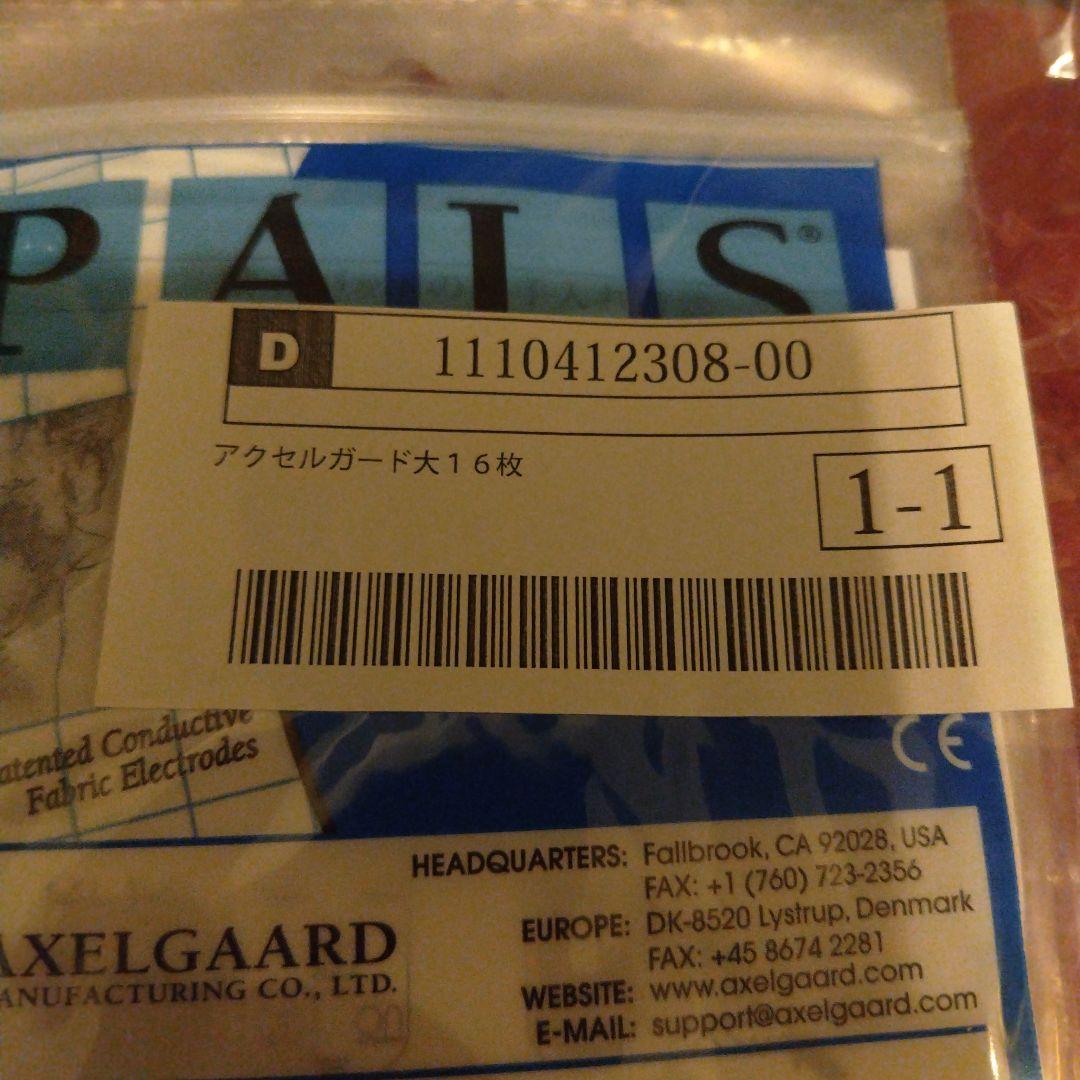 PALS®
D 1110412308-00
アクセルガード大１６枚
1-1
atented Conductive
Fabric Electrodes
CE
HEADQUARTERS: Fallbrook, CA 92028, USA
FAX: +1 (760) 723-2356
EUROPE: DK-8520 Lystrup, Denmark
FAX: +45 8674 2281
WEBSITE: www.axelgaard.com
E-MAIL: support@axelgaard.com
AXELGAARD
ANUFACTURING CO., LTD.